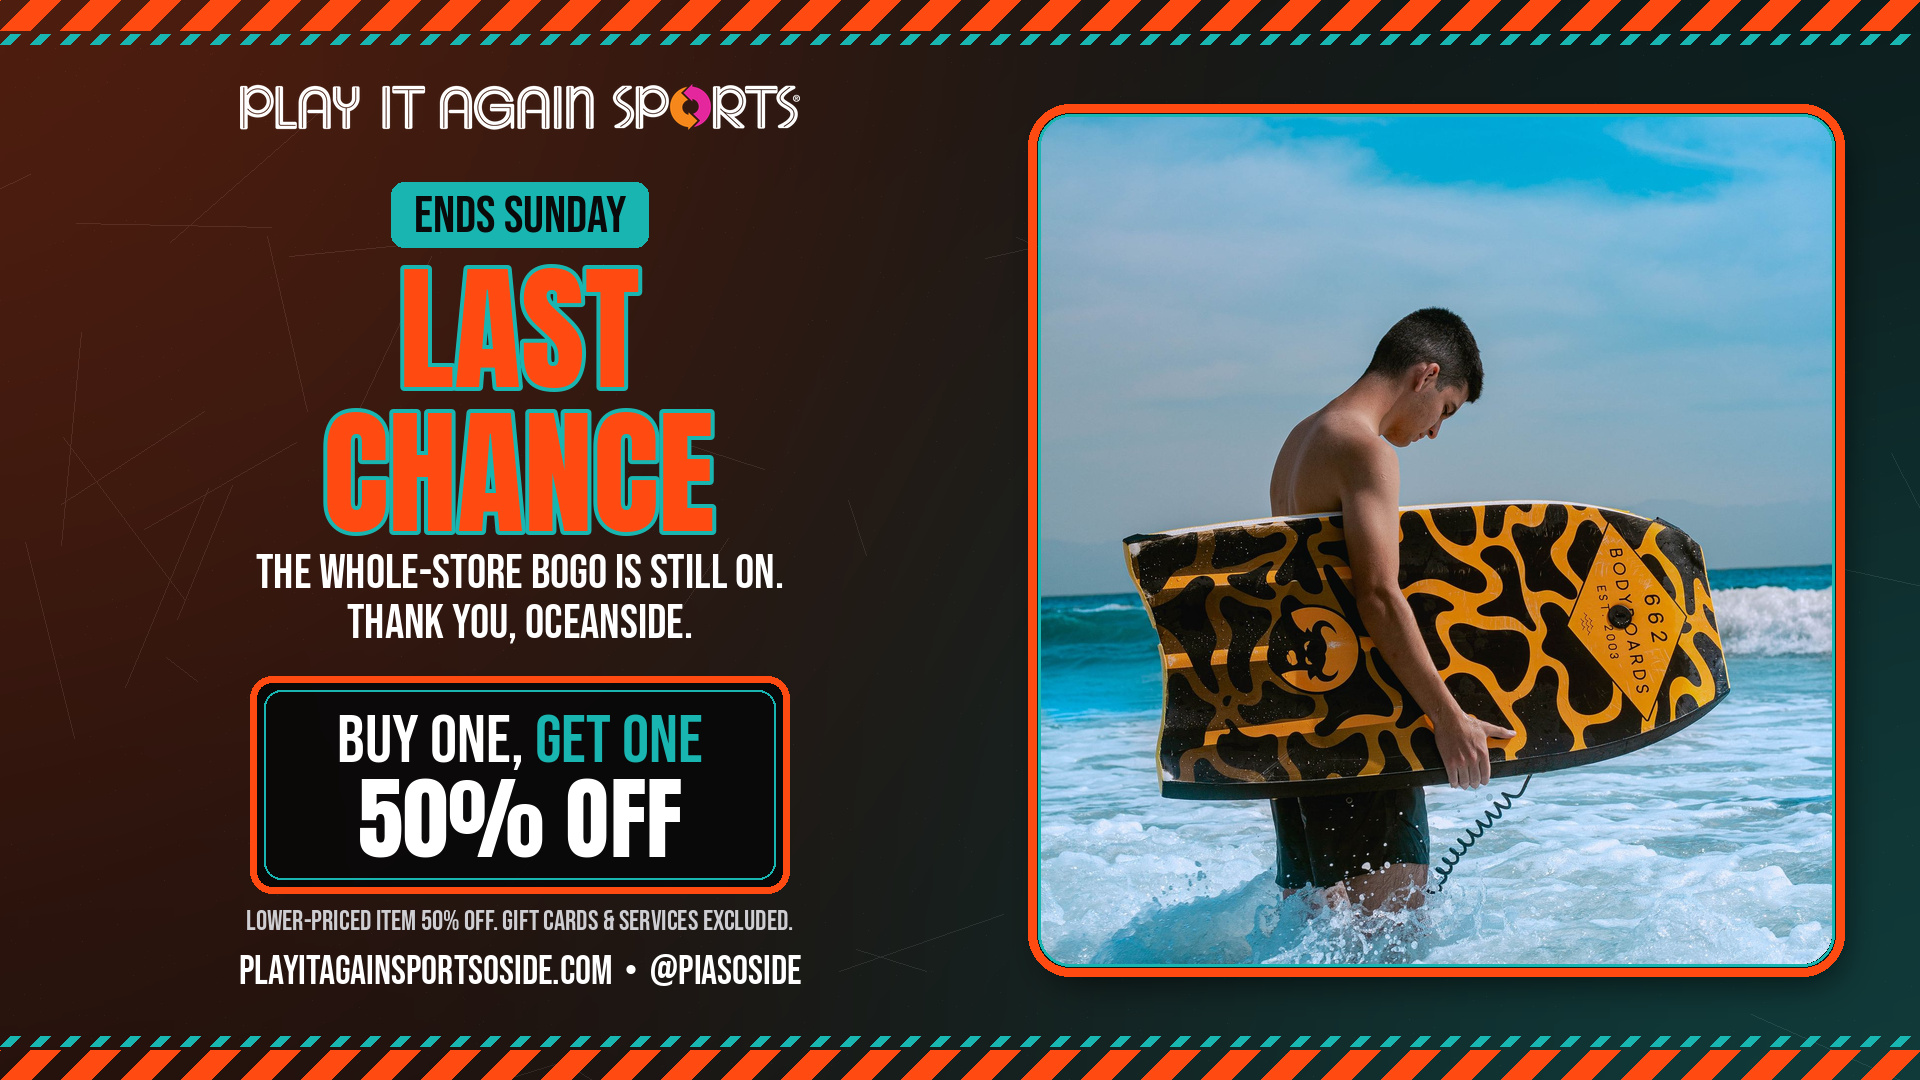 PLAY IT AGAIN SPORTS®
ENDS SUNDAY
LAST
CHANCE
THE WHOLE-STORE BOGO IS STILL ON.
THANK YOU, OCEANSIDE.
BUY ONE, GET ONE
50% OFF
LOWER-PRICED ITEM 50% OFF. GIFT CARDS & SERVICES EXCLUDED.
PLAYITAGAINSPORTSOSIDE.COM • @PIASOSIDE
662
BODYBOARDS
EST. 2003